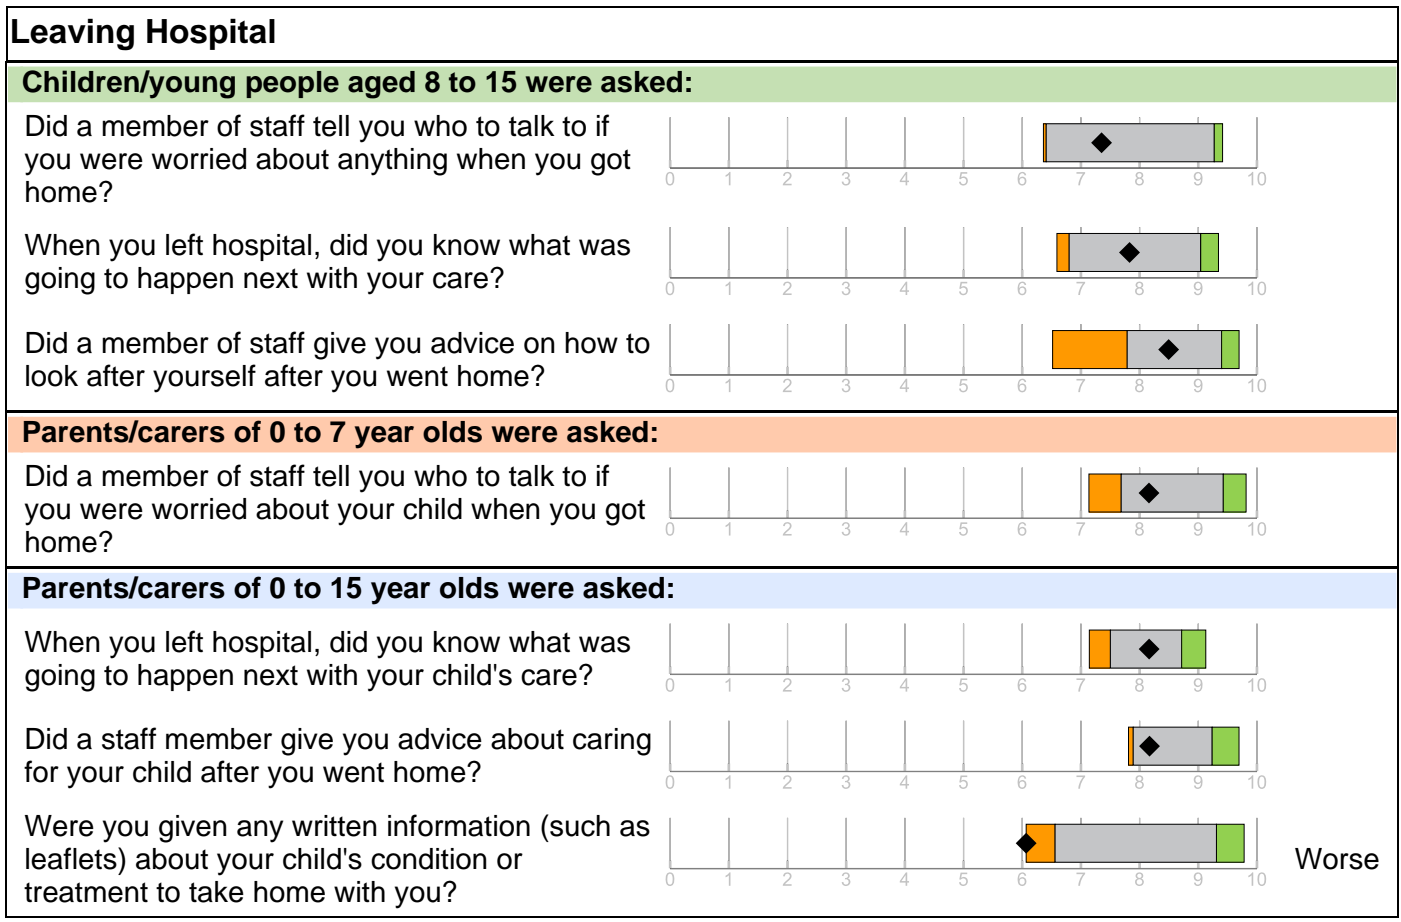 Leaving Hospital
Children/young people aged 8 to 15 were asked:
Did a member of staff tell you who to talk to if
you were worried about anything when you got
home?
0 1 2 3 4 5 6 7 8 9 10
When you left hospital, did you know what was
going to happen next with your care?
0 1 2 3 4 5 6 7 8 9 10
Did a member of staff give you advice on how to
look after yourself after you went home?
0 1 2 3 4 5 6 7 8 9 10
Parents/carers of 0 to 7 year olds were asked:
Did a member of staff tell you who to talk to if
you were worried about your child when you got
home?
0 1 2 3 4 5 6 7 8 9 10
Parents/carers of 0 to 15 year olds were asked:
When you left hospital, did you know what was
going to happen next with your child's care?
0 1 2 3 4 5 6 7 8 9 10
Did a staff member give you advice about caring
for your child after you went home?
0 1 2 3 4 5 6 7 8 9 10
Were you given any written information (such as
leaflets) about your child's condition or
treatment to take home with you?
0 1 2 3 4 5 6 7 8 9 10
Worse